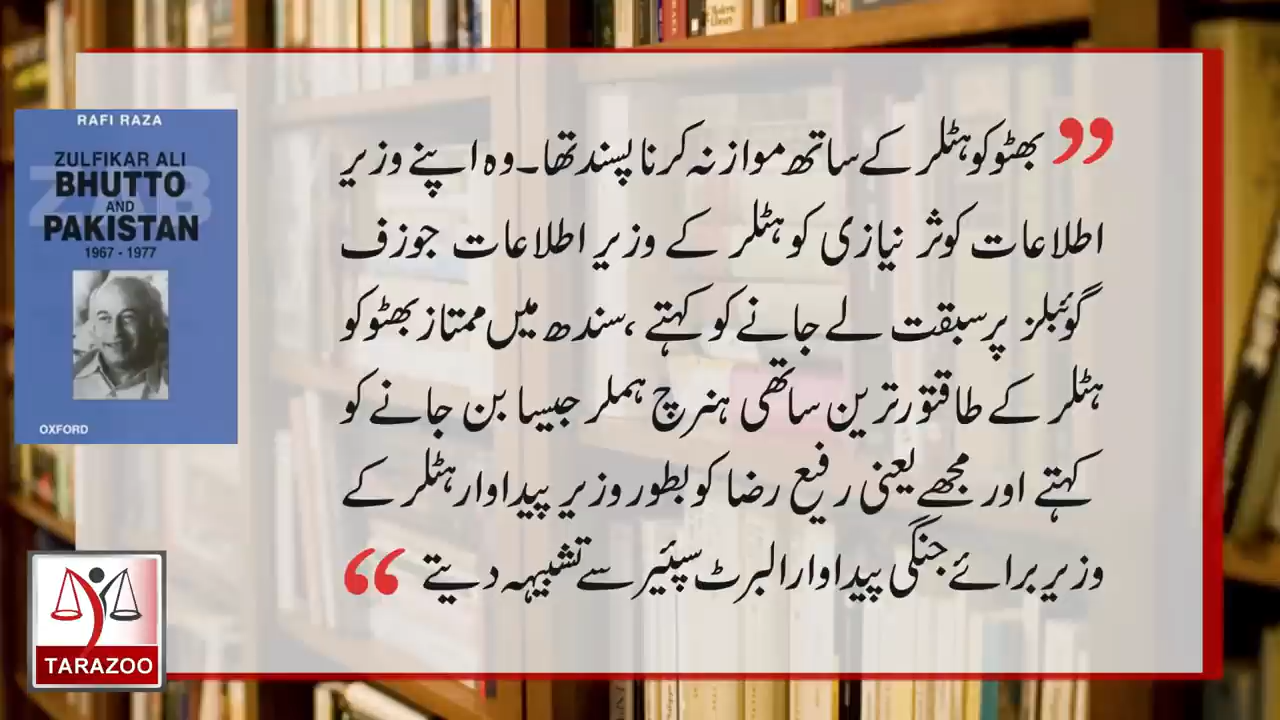 RAFI RAZA
ZULFIKAR ALI
BHUTTO
AND
PAKISTAN
1967 - 1977
ZAB
OXFORD
”بھٹو کو ہٹلر کے ساتھ موازنہ کرنا پسند تھا۔ وہ اپنے وزیر
اطلاعات کوثر نیازی کو ہٹلر کے وزیر اطلاعات جوزف
گوئبلز پر سبقت لے جانے کو کہتے، سندھ میں ممتاز بھٹو کو
ہٹلر کے طاقتور ترین ساتھی ہنرچ ہملر جیسا بن جانے کو
کہتے اور مجھے یعنی رفیع رضا کو بطور وزیر پیداوار ہٹلر کے
وزیر برائے جنگی پیداوار البرٹ سپئیر سے تشبیہہ دیتے“
TARAZOO